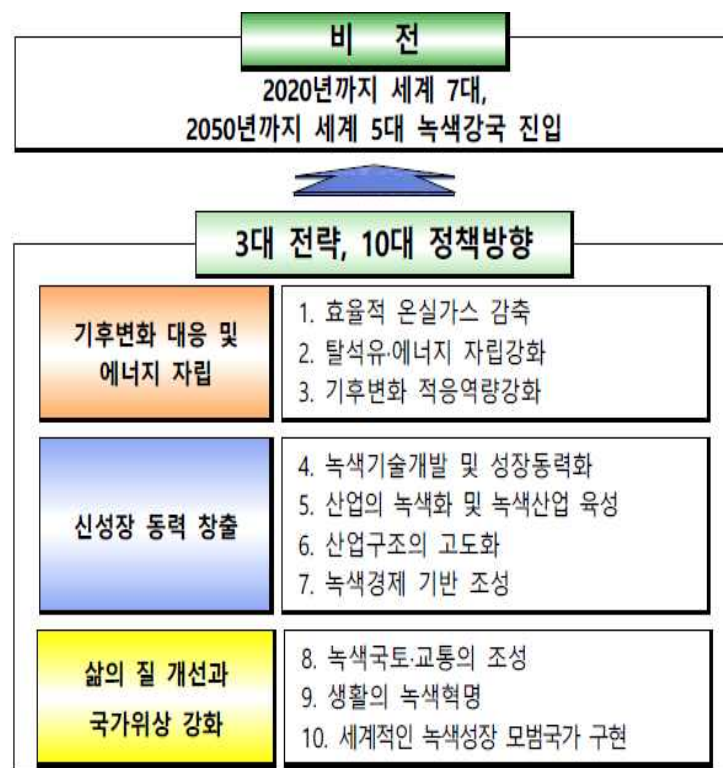 비 전
2020년까지 세계 7대,
2050년까지 세계 5대 녹색강국 진입
3대 전략, 10대 정책방향
기후변화 대응 및
에너지 자립
1. 효율적 온실가스 감축
2. 탈석유·에너지 자립강화
3. 기후변화 적응역량강화
신성장 동력 창출
4. 녹색기술개발 및 성장동력화
5. 산업의 녹색화 및 녹색산업 육성
6. 산업구조의 고도화
7. 녹색경제 기반 조성
삶의 질 개선과
국가위상 강화
8. 녹색국토·교통의 조성
9. 생활의 녹색혁명
10. 세계적인 녹색성장 모범국가 구현